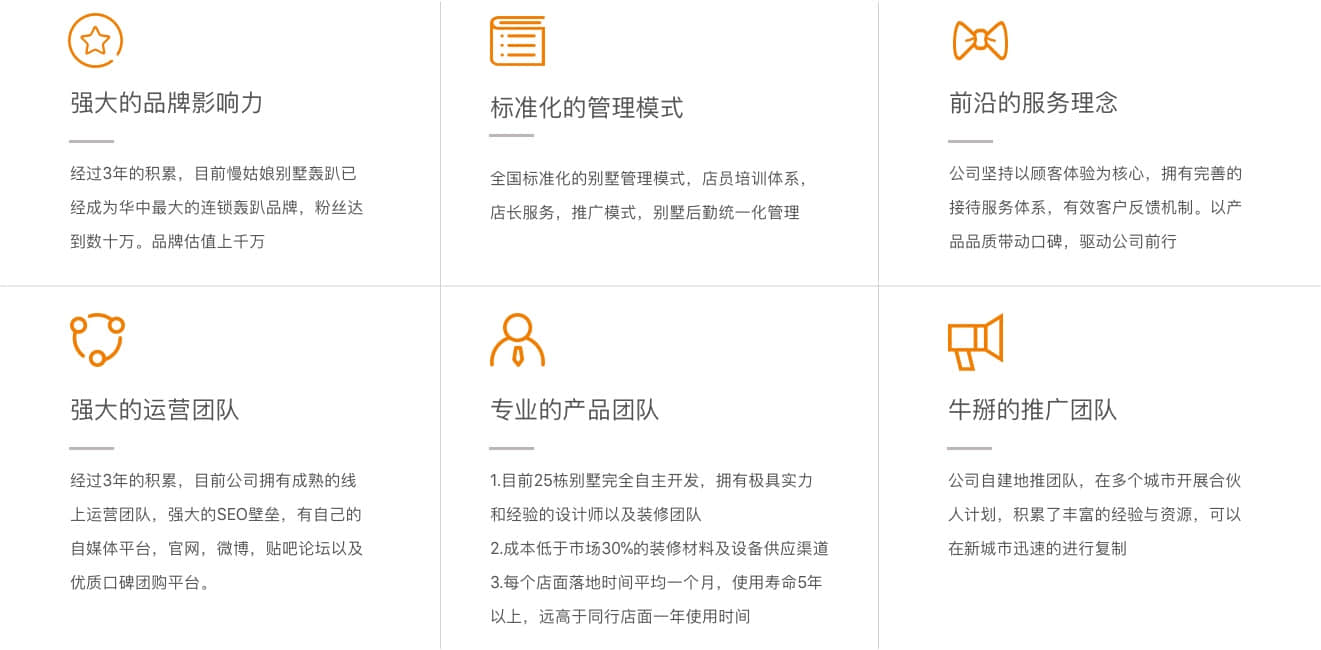 强大的品牌影响力
经过3年的积累，目前慢姑娘别墅轰趴已
经成为华中最大的连锁轰趴品牌，粉丝达
到数十万。品牌估值上千万
标准化的管理模式
全国标准化的别墅管理模式，店员培训体系，
店长服务，推广模式，别墅后勤统一化管理
前沿的服务理念
公司坚持以顾客体验为核心，拥有完善的
接待服务体系，有效客户反馈机制。以产
品品质带动口碑，驱动公司前行
强大的运营团队
经过3年的积累，目前公司拥有成熟的线
上运营团队，强大的SEO壁垒，有自己的
自媒体平台，官网，微博，贴吧论坛以及
优质口碑团购平台。
专业的产品团队
1.目前25栋别墅完全自主开发，拥有极具实力
和经验的设计师以及装修团队
2.成本低于市场30%的装修材料及设备供应渠道
3.每个店面落地时间平均一个月，使用寿命5年
以上，远高于同行店面一年使用时间
牛掰的推广团队
公司自建地推团队，在多个城市开展合伙
人计划，积累了丰富的经验与资源，可以
在新城市迅速的进行复制